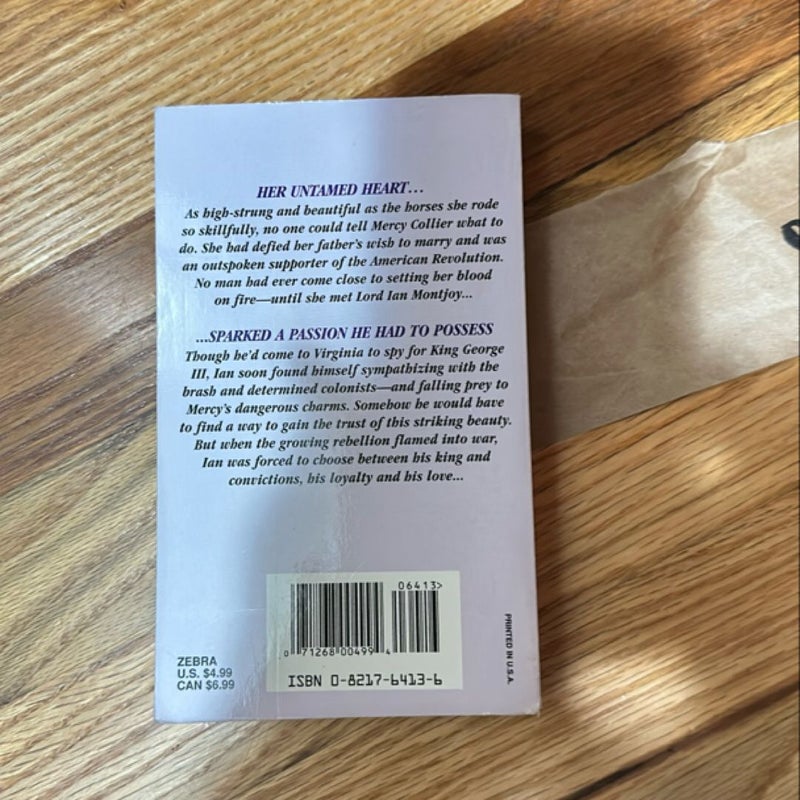 HER UNTAMED HEART...
As high-strung and beautiful as the horses she rode
so skillfully, no one could tell Mercy Collier what to
do. She had defied her father's wish to marry and was
an outspoken supporter of the American Revolution.
No man had ever come close to setting her blood
on fire—until she met Lord Ian Montjoy...
...SPARKED A PASSION HE HAD TO POSSESS
Though he'd come to Virginia to spy for King George
III, Ian soon found himself sympathizing with the
brash and determined colonists—and falling prey to
Mercy's dangerous charms. Somehow he would have
to find a way to gain the trust of this striking beauty.
But when the growing rebellion flamed into war,
Ian was forced to choose between his king and
convictions, his loyalty and his love...
06413>
0 71268 00499 4
ISBN 0-8217-6413-6
ZEBRA
U.S. $4.99
CAN $6.99
PRINTED IN U.S.A.